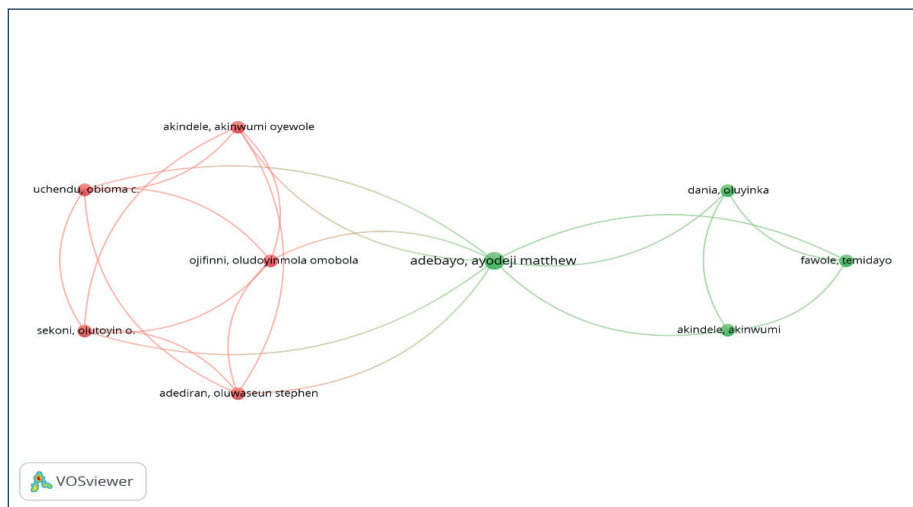 akindele, akinwumi oyewole
uchendu, obioma c.
dania, oluyinka
ojifinni, oludoyinmola omobola
adebayo, ayodeji matthew
fawole, temidayo
sekoni, olutoyin o.
akindele, akinwumi
adediran, oluwaseun stephen
VOSviewer